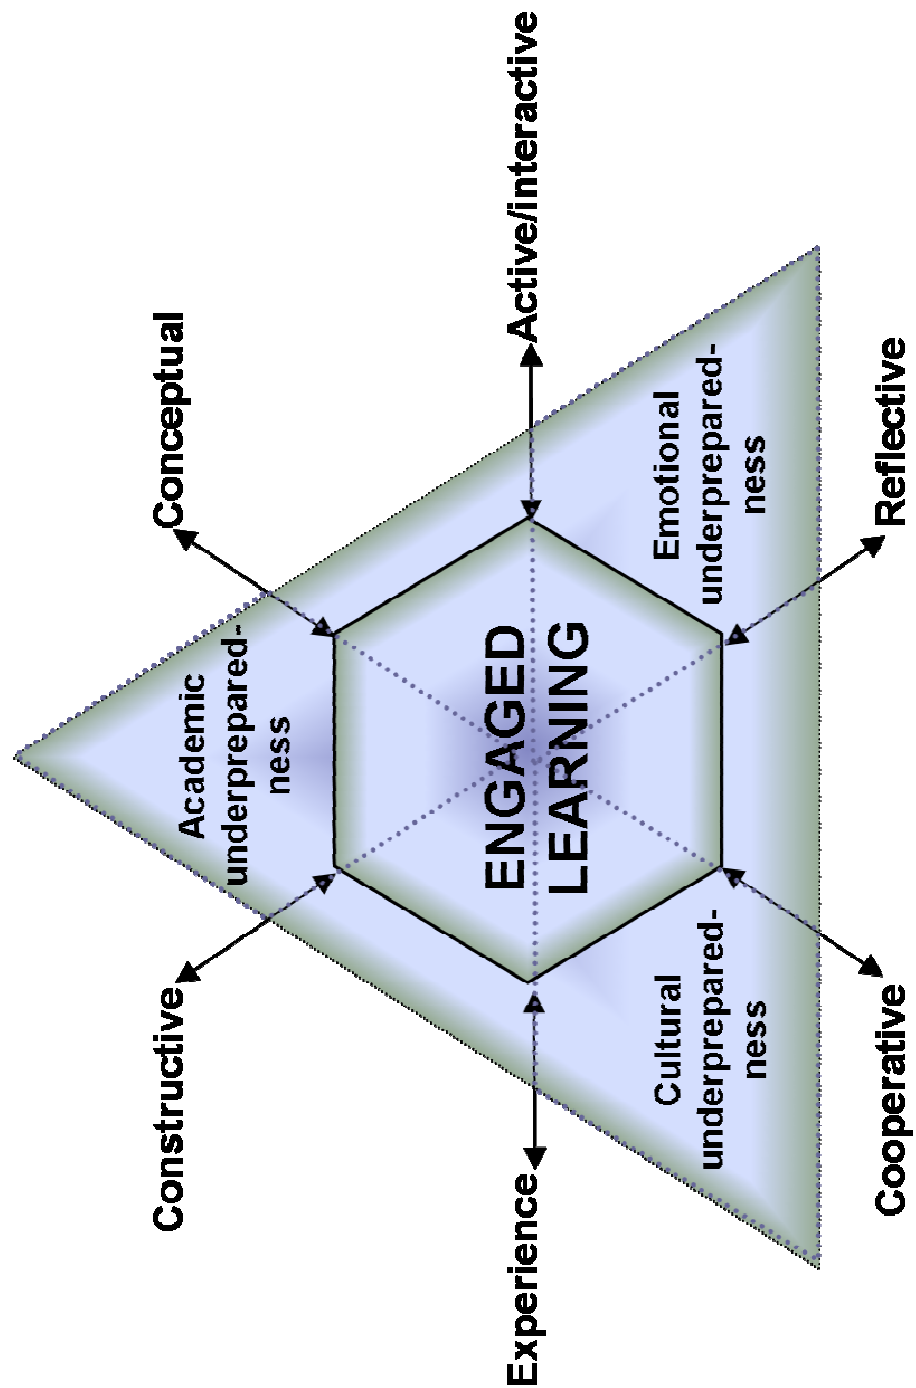 Constructive
Conceptual
Academic
underprepared-
ness
Experience
ENGAGED
LEARNING
Active/interactive
Cultural
underprepared-
ness
Emotional
underprepared-
ness
Cooperative
Reflective